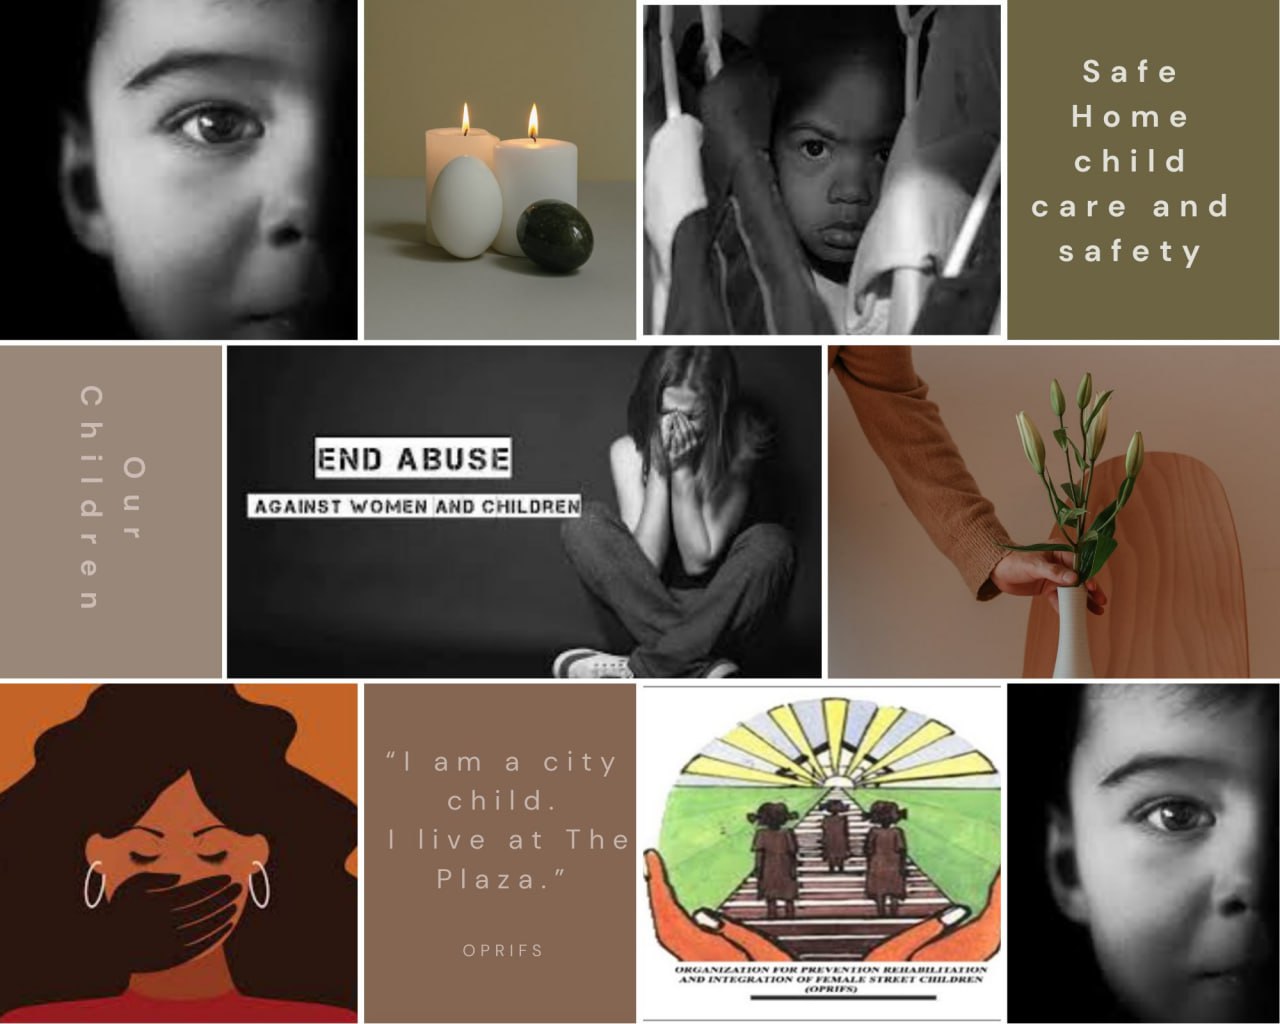 Safe
Home
child
care and
safety
Our
Children
END ABUSE
AGAINST WOMEN AND CHILDREN
“I am a city
child.
I live at The
Plaza.”
OPRIFS
ORGANIZATION FOR PREVENTION REHABILITATION
AND INTEGRATION OF FEMALE STREET CHILDREN
(OPRIFS)